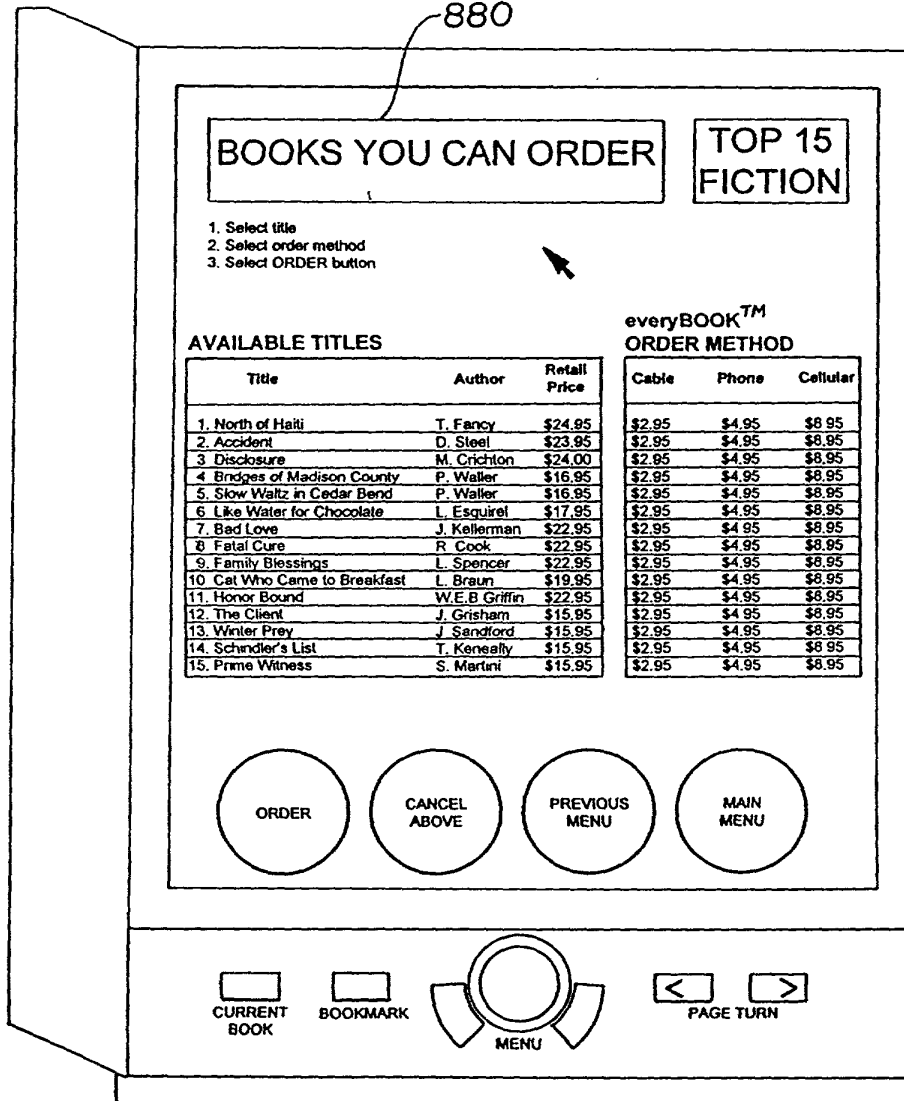 880
BOOKS YOU CAN ORDER
TOP 15
FICTION
1. Select title
2. Select order method
3. Select ORDER button
AVAILABLE TITLES
everyBOOK™
ORDER METHOD
Title Author Retail Price Cable Phone Cellular
1. North of Haiti T. Fancy $24.95 $2.95 $4.95 $8 95
2. Accident D. Steel $23.95 $2.95 $4.95 $8.95
3 Disclosure M. Crichton $24.00 $2.95 $4.95 $8.95
4 Bridges of Madison County P. Waller $16.95 $2.95 $4.95 $8.95
5. Slow Waltz in Cedar Bend P. Waller $16.95 $2.95 $4.95 $8.95
6 Like Water for Chocolate L. Esquirel $17.95 $2.95 $4.95 $8.95
7. Bad Love J. Kellerman $22.95 $2.95 $4 95 $8.95
8 Fatal Cure R Cook $22.95 $2.95 $4.95 $8.95
9. Family Blessings L. Spencer $22.95 $2.95 $4.95 $8.95
10 Cat Who Came to Breakfast L. Braun $19.95 $2.95 $4.95 $8.95
11. Honor Bound W.E.B Griffin $22.95 $2.95 $4.95 $8.95
12. The Client J. Grisham $15.95 $2.95 $4.95 $8.95
13. Winter Prey J Sandford $15.95 $2.95 $4.95 $8.95
14. Schindler's List T. Keneally $15.95 $2.95 $4.95 $8 95
15. Prime Witness S. Martini $15.95 $2.95 $4.95 $8.95
ORDER
CANCEL
ABOVE
PREVIOUS
MENU
MAIN
MENU
< >
CURRENT
BOOK
BOOKMARK
MENU
PAGE TURN